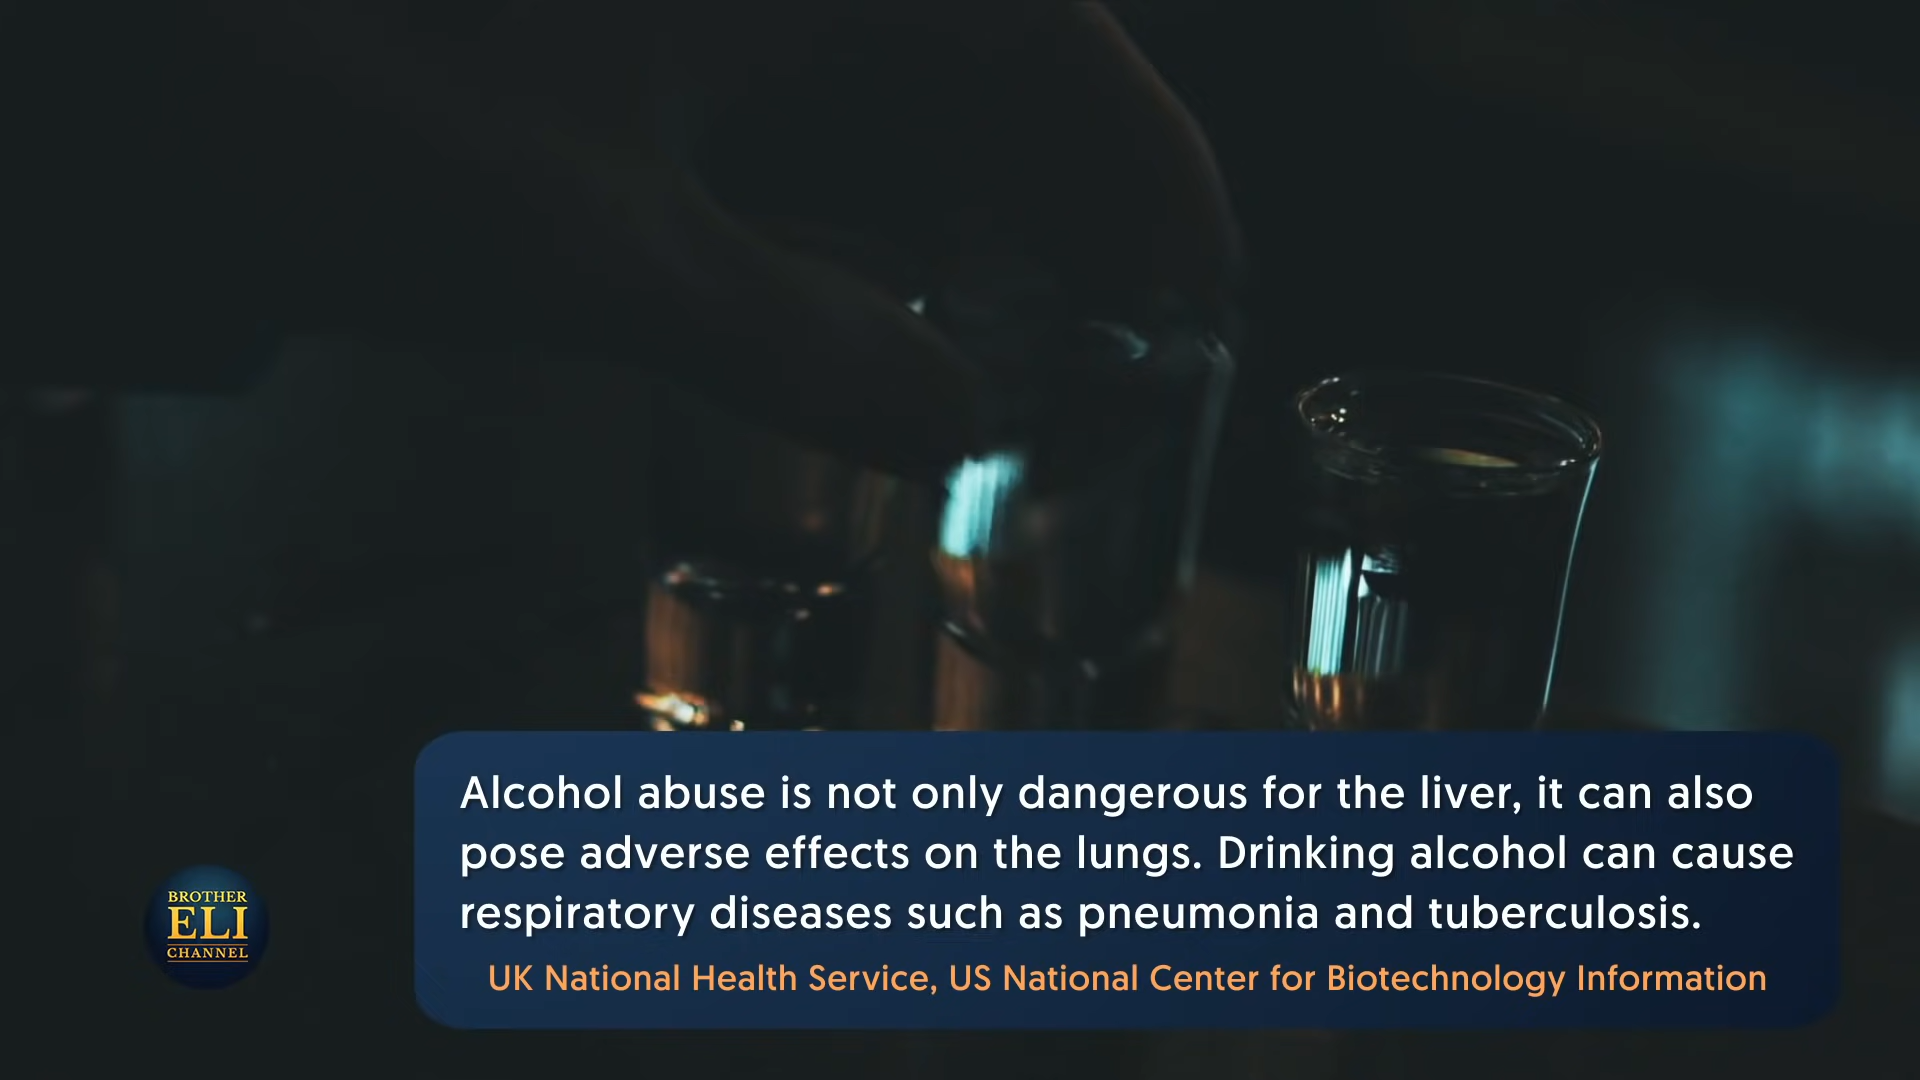 Alcohol abuse is not only dangerous for the liver, it can also
pose adverse effects on the lungs. Drinking alcohol can cause
respiratory diseases such as pneumonia and tuberculosis.
UK National Health Service, US National Center for Biotechnology Information
BROTHER
ELI
CHANNEL